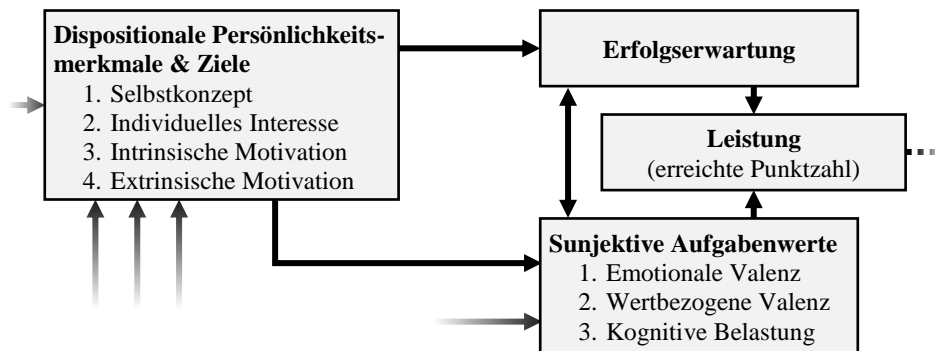 Dispositionale Persönlichkeits-
merkmale & Ziele
1. Selbstkonzept
2. Individuelles Interesse
3. Intrinsische Motivation
4. Extrinsische Motivation
Erfolgserwartung
Leistung
(erreichte Punktzahl)
Sunjektive Aufgabenwerte
1. Emotionale Valenz
2. Wertbezogene Valenz
3. Kognitive Belastung